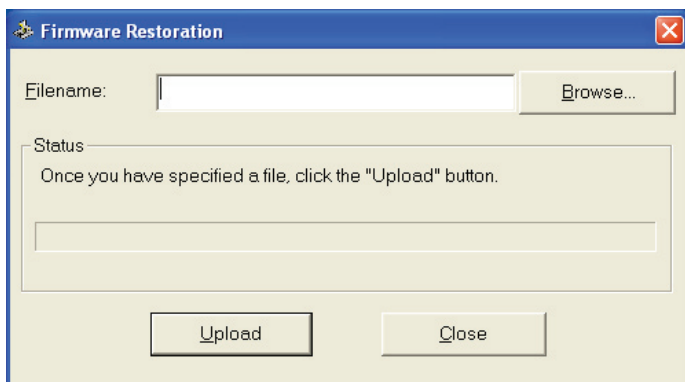 Firmware Restoration
Filename:
Browse...
Status
Once you have specified a file, click the "Upload" button.
Upload
Close